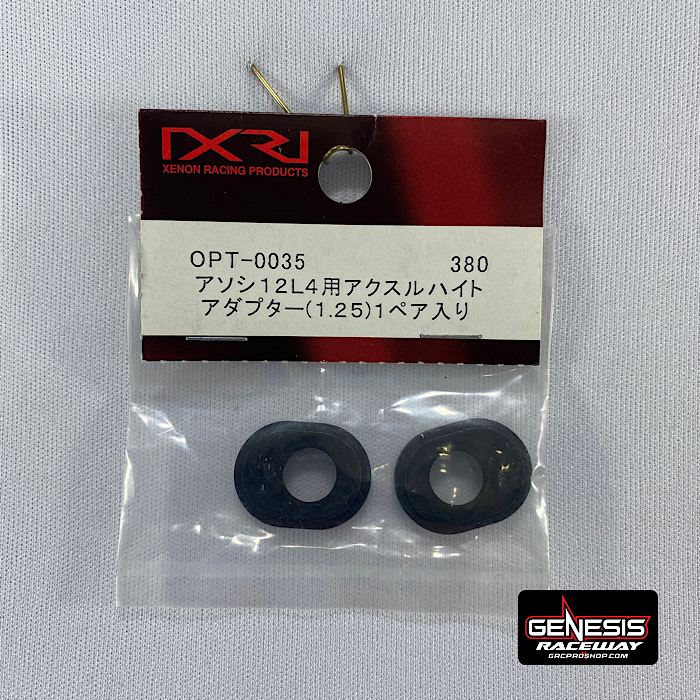 XRJ
XENON RACING PRODUCTS
OPT-0035 380
アソシ12L4用アクスルハイト
アダプター(1.25)1ペア入り
GENESIS
RACEWAY
GRCPROSHOP.COM